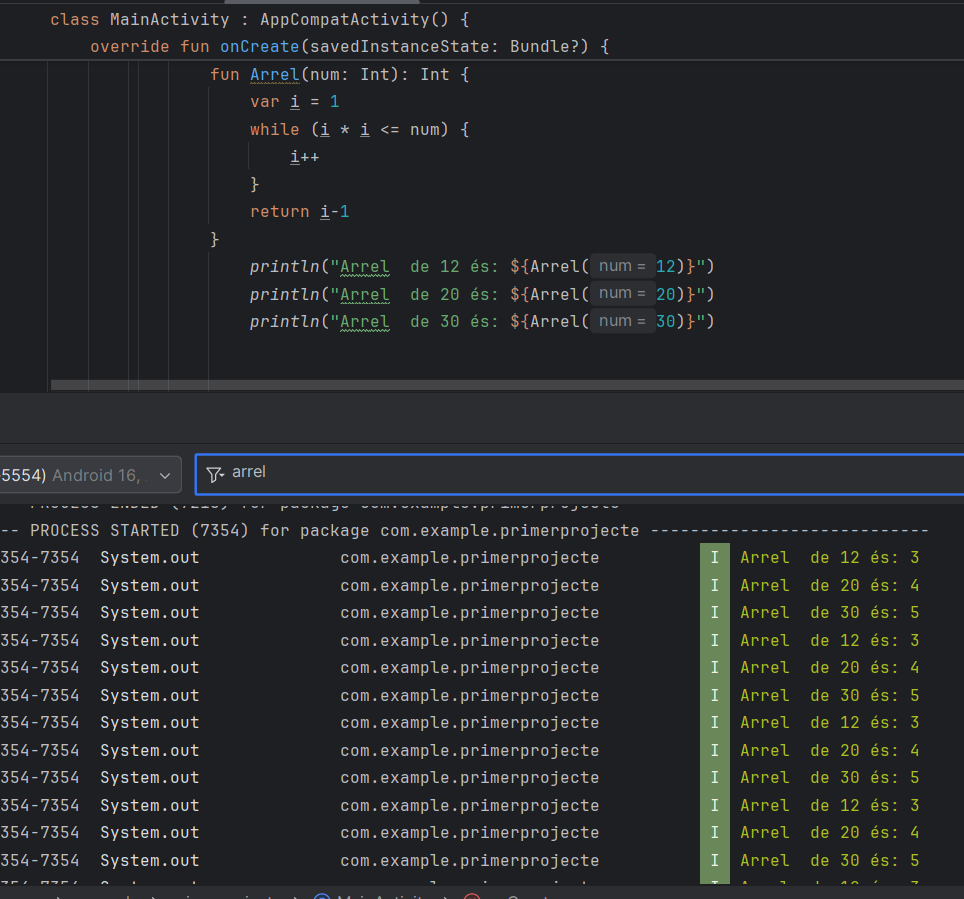 class MainActivity : AppCompatActivity() {
override fun onCreate(savedInstanceState: Bundle?) {
fun Arrel(num: Int): Int {
var i = 1
while (i * i <= num) {
i++
}
return i-1
}
println("Arrel  de 12 és: ${Arrel( num = 12)}")
println("Arrel  de 20 és: ${Arrel( num = 20)}")
println("Arrel  de 30 és: ${Arrel( num = 30)}")
-5554) Android 16, arrel
-- PROCESS STARTED (7354) for package com.example.primerprojecte ----------------------------
354-7354 System.out com.example.primerprojecte I Arrel  de 12 és: 3
354-7354 System.out com.example.primerprojecte I Arrel  de 20 és: 4
354-7354 System.out com.example.primerprojecte I Arrel  de 30 és: 5
354-7354 System.out com.example.primerprojecte I Arrel  de 12 és: 3
354-7354 System.out com.example.primerprojecte I Arrel  de 20 és: 4
354-7354 System.out com.example.primerprojecte I Arrel  de 30 és: 5
354-7354 System.out com.example.primerprojecte I Arrel  de 12 és: 3
354-7354 System.out com.example.primerprojecte I Arrel  de 20 és: 4
354-7354 System.out com.example.primerprojecte I Arrel  de 30 és: 5
354-7354 System.out com.example.primerprojecte I Arrel  de 12 és: 3
354-7354 System.out com.example.primerprojecte I Arrel  de 20 és: 4
354-7354 System.out com.example.primerprojecte I Arrel  de 30 és: 5